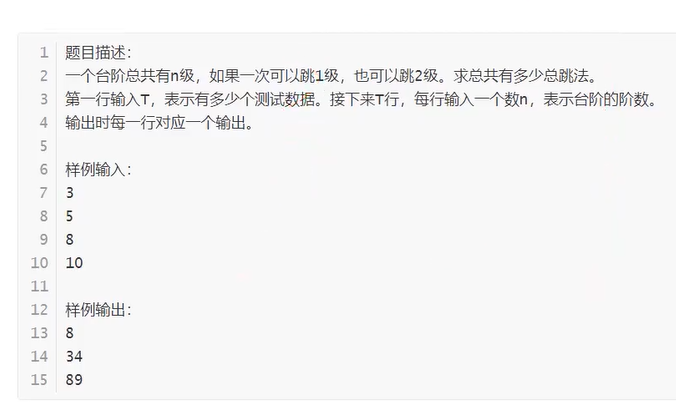 1 题目描述：
2 一个台阶总共有n级，如果一次可以跳1级，也可以跳2级。求总共有多少总跳法。
3 第一行输入T，表示有多少个测试数据。接下来T行，每行输入一个数n，表示台阶的阶数。
4 输出时每一行对应一个输出。
5
6 样例输入：
7 3
8 5
9 8
10 10
11
12 样例输出：
13 8
14 34
15 89